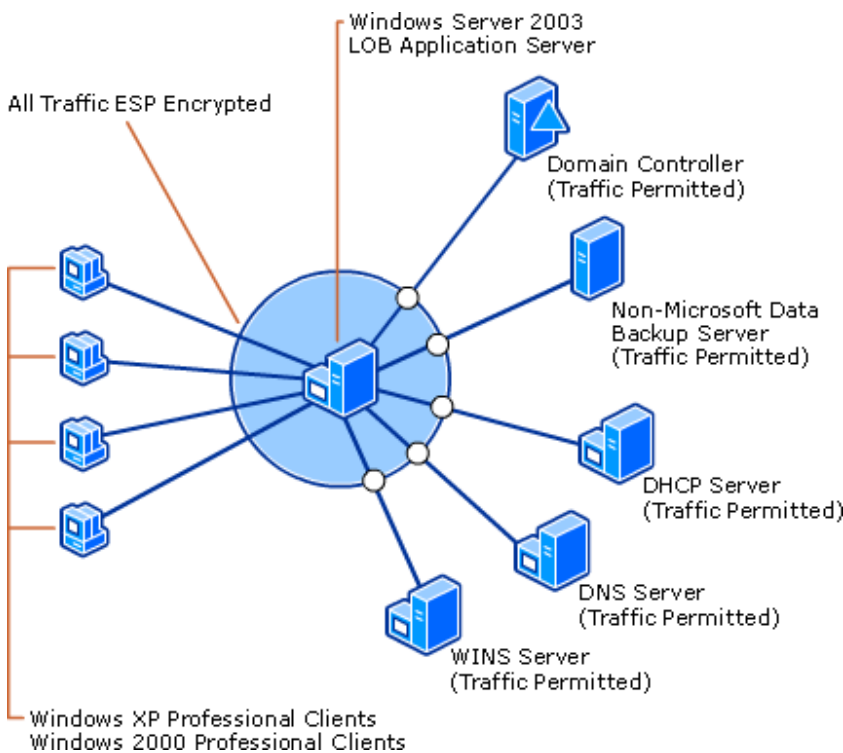 Windows Server 2003
LOB Application Server
All Traffic ESP Encrypted
Domain Controller
(Traffic Permitted)
Non-Microsoft Data
Backup Server
(Traffic Permitted)
DHCP Server
(Traffic Permitted)
DNS Server
(Traffic Permitted)
WINS Server
(Traffic Permitted)
Windows XP Professional Clients
Windows 2000 Professional Clients